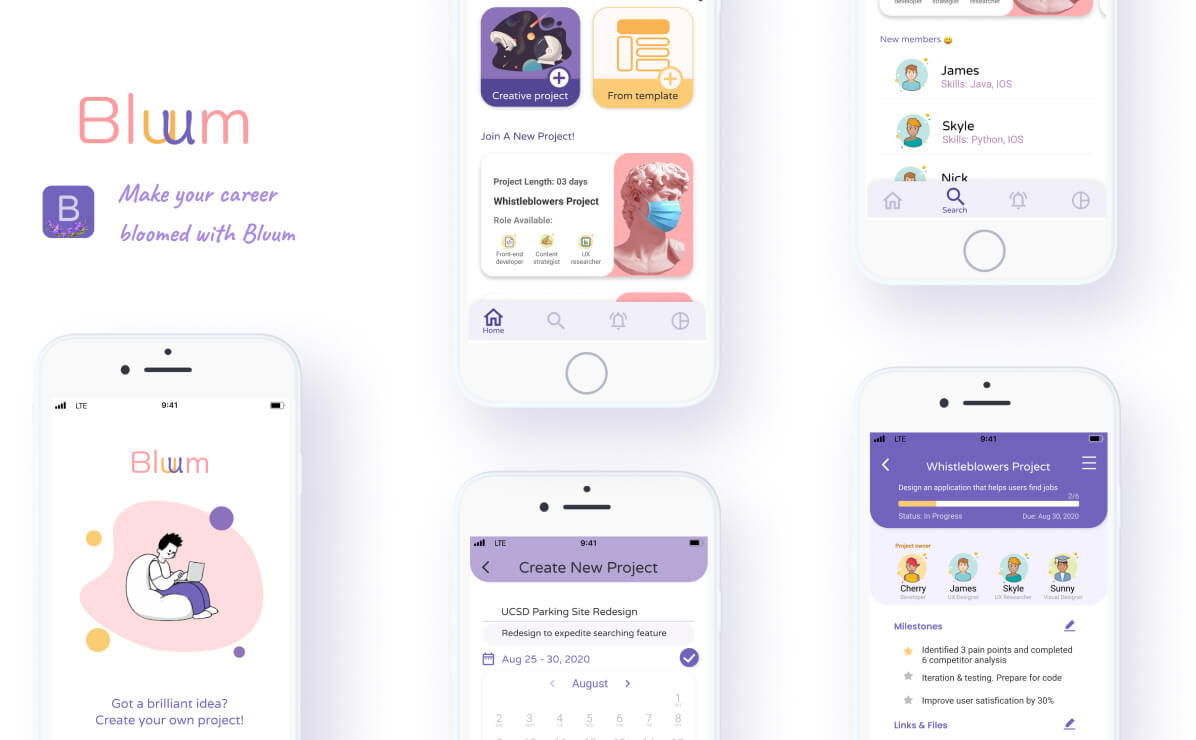 Bluum
B
Make your career
bloomed with Bluum
Creative project
From template
Join A New Project!
Project Length: 03 days
Whistleblowers Project
Role Available:
Front-end
developer
Content
strategist
UX
researcher
Home
developer
strategist
researcher
New members
James
Skills: Java, IOS
Skyle
Skills: Python, IOS
Nick
Search
LTE
9:41
Bluum
Got a brilliant idea?
Create your own project!
LTE
9:41
Create New Project
UCSD Parking Site Redesign
Redesign to expedite searching feature
Aug 25 - 30, 2020
August
1
2 3 4 5 6 7 8
LTE
9:41
Whistleblowers Project
Design an application that helps users find jobs
2/6
Status: In Progress
Due: Aug 30, 2020
Project owner
Cherry
Developer
James
UX Designer
Skyle
UX Researcher
Sunny
Visual Designer
Milestones
Identified 3 pain points and completed
6 competitor analysis
Iteration & testing. Prepare for code
Improve user satisfication by 30%
Links & Files